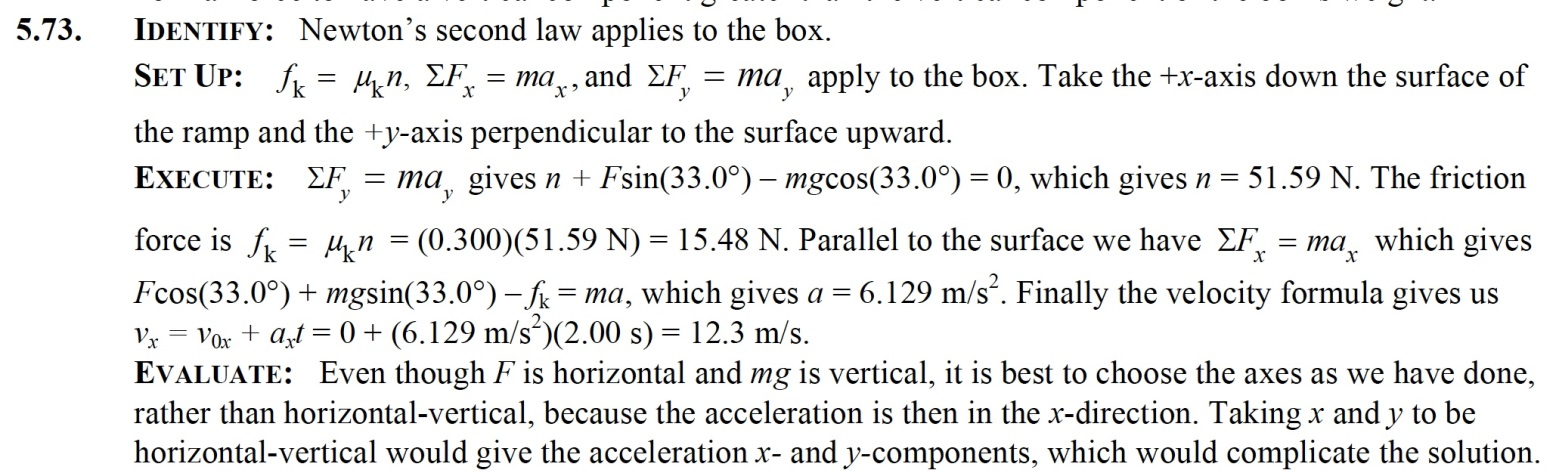 5.73. IDENTIFY: Newton's second law applies to the box.
SET UP: fₖ = μₖn, ΣFₓ = maₓ, and ΣF_y = ma_y apply to the box. Take the +x-axis down the surface of
the ramp and the +y-axis perpendicular to the surface upward.
EXECUTE: ΣF_y = ma_y gives n + Fsin(33.0°) – mgcos(33.0°) = 0, which gives n = 51.59 N. The friction
force is fₖ = μₖn = (0.300)(51.59 N) = 15.48 N. Parallel to the surface we have ΣFₓ = maₓ which gives
Fcos(33.0°) + mgsin(33.0°) – fₖ = ma, which gives a = 6.129 m/s². Finally the velocity formula gives us
vₓ = v₀ₓ + aₓt = 0 + (6.129 m/s²)(2.00 s) = 12.3 m/s.
EVALUATE: Even though F is horizontal and mg is vertical, it is best to choose the axes as we have done,
rather than horizontal-vertical, because the acceleration is then in the x-direction. Taking x and y to be
horizontal-vertical would give the acceleration x- and y-components, which would complicate the solution.